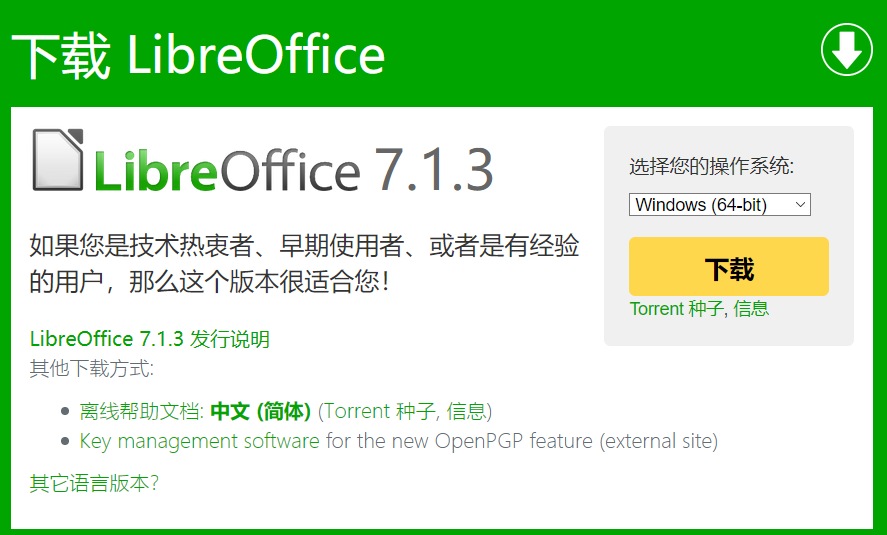 下载 LibreOffice
LibreOffice 7.1.3
如果您是技术热衷者、早期使用者、或者是有经验
的用户，那么这个版本很适合您！
LibreOffice 7.1.3 发行说明
其他下载方式:
离线帮助文档: 中文 (简体) (Torrent 种子, 信息)
Key management software for the new OpenPGP feature (external site)
其它语言版本?
选择您的操作系统:
Windows (64-bit)
下载
Torrent 种子, 信息